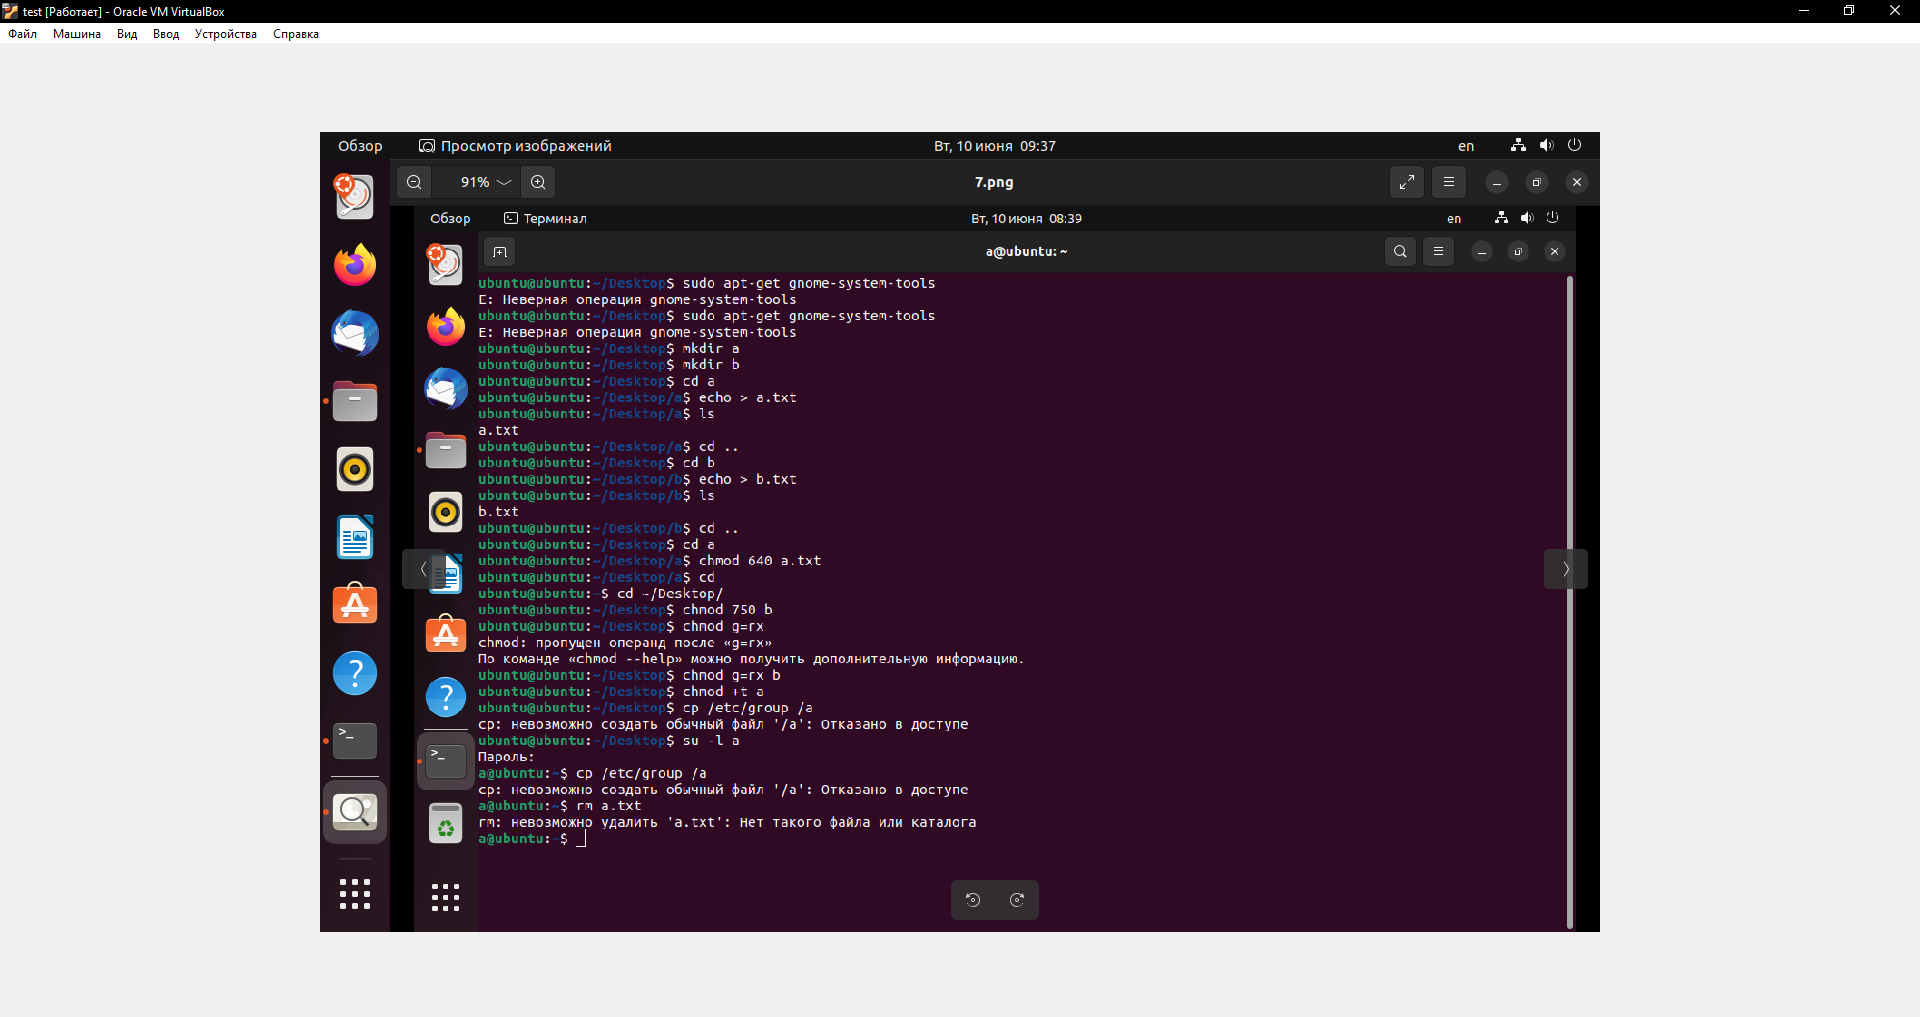 test [Работает] - Oracle VM VirtualBox
Файл Машина Вид Ввод Устройства Справка
Обзор Просмотр изображений Вт, 10 июня 09:37 en
91% 7.png
Обзор Терминал Вт, 10 июня 08:39 en
a@ubuntu: ~
ubuntu@ubuntu:~/Desktop$ sudo apt-get gnome-system-tools
E: Неверная операция gnome-system-tools
ubuntu@ubuntu:~/Desktop$ sudo apt-get gnome-system-tools
E: Неверная операция gnome-system-tools
ubuntu@ubuntu:~/Desktop$ mkdir a
ubuntu@ubuntu:~/Desktop$ mkdir b
ubuntu@ubuntu:~/Desktop$ cd a
ubuntu@ubuntu:~/Desktop/a$ echo > a.txt
ubuntu@ubuntu:~/Desktop/a$ ls
a.txt
ubuntu@ubuntu:~/Desktop/a$ cd ..
ubuntu@ubuntu:~/Desktop$ cd b
ubuntu@ubuntu:~/Desktop/b$ echo > b.txt
ubuntu@ubuntu:~/Desktop/b$ ls
b.txt
ubuntu@ubuntu:~/Desktop/b$ cd ..
ubuntu@ubuntu:~/Desktop$ cd a
ubuntu@ubuntu:~/Desktop/a$ chmod 640 a.txt
ubuntu@ubuntu:~/Desktop/a$ cd
ubuntu@ubuntu:~$ cd ~/Desktop/
ubuntu@ubuntu:~/Desktop$ chmod 750 b
ubuntu@ubuntu:~/Desktop$ chmod g=rx
chmod: пропущен операнд после «g=rx»
По команде «chmod --help» можно получить дополнительную информацию.
ubuntu@ubuntu:~/Desktop$ chmod g=rx b
ubuntu@ubuntu:~/Desktop$ chmod +t a
ubuntu@ubuntu:~/Desktop$ cp /etc/group /a
cp: невозможно создать обычный файл '/a': Отказано в доступе
ubuntu@ubuntu:~/Desktop$ su -l a
Пароль:
a@ubuntu:~$ cp /etc/group /a
cp: невозможно создать обычный файл '/a': Отказано в доступе
a@ubuntu:~$ rm a.txt
rm: невозможно удалить 'a.txt': Нет такого файла или каталога
a@ubuntu:~$